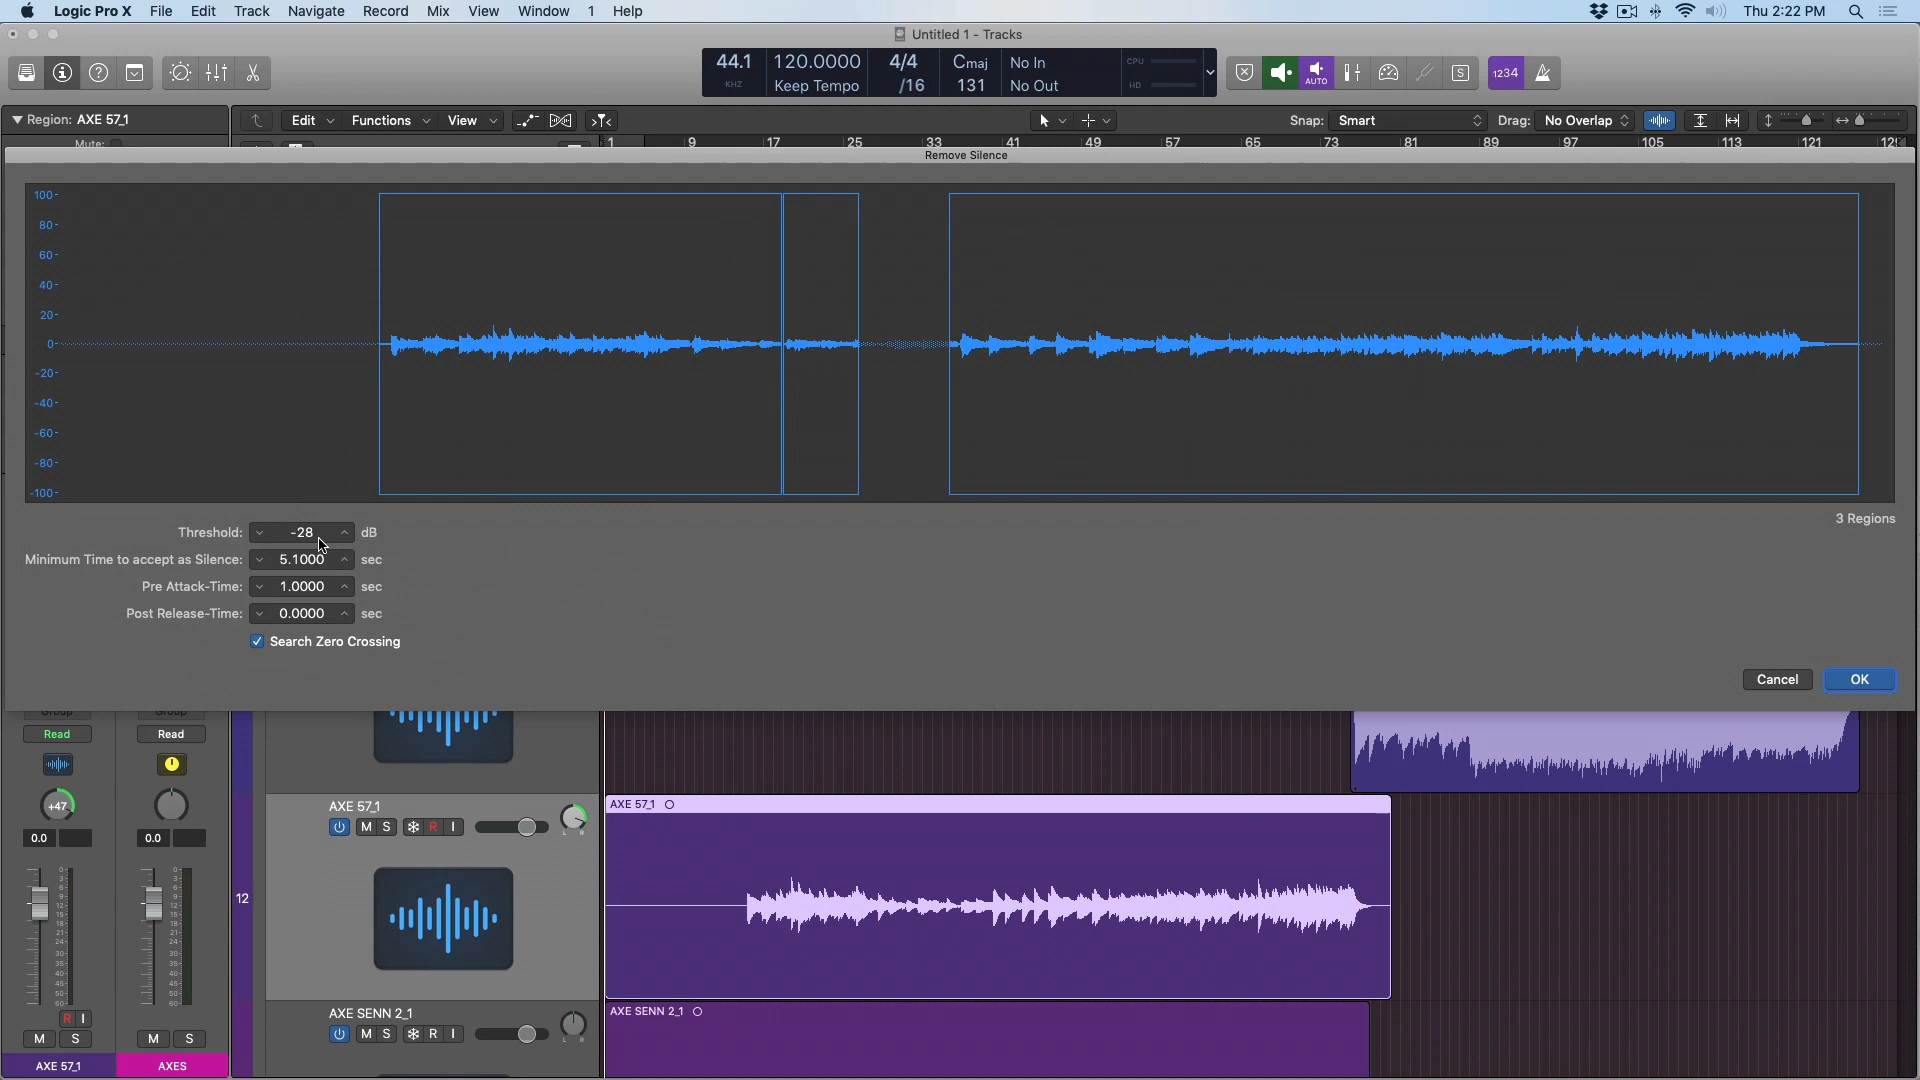 Logic Pro X File Edit Track Navigate Record Mix View Window 1 Help
Thu 2:22 PM
Untitled 1 - Tracks
44.1 120.0000 4/4 Cmaj No In CPU
KHZ Keep Tempo /16 131 No Out HD
AUTO
S
1234
Region: AXE 57_1
Edit Functions View
Snap: Smart
Drag: No Overlap
Mute:
1 9 17 25 33 41 49 57 65 73 81 89 97 105 113 121 129
Remove Silence
100
80
60
40
20
0
-20
-40
-60
-80
-100
3 Regions
Threshold: -28 dB
Minimum Time to accept as Silence: 5.1000 sec
Pre Attack-Time: 1.0000 sec
Post Release-Time: 0.0000 sec
Search Zero Crossing
Cancel OK
Group Group
Read Read
+47
0.0 0.0
R I
M S M S
AXE 57_1 AXES
12
AXE 57_1
M S R I
L R
AXE 57_1
AXE SENN 2_1
M S R I
L R
AXE SENN 2_1